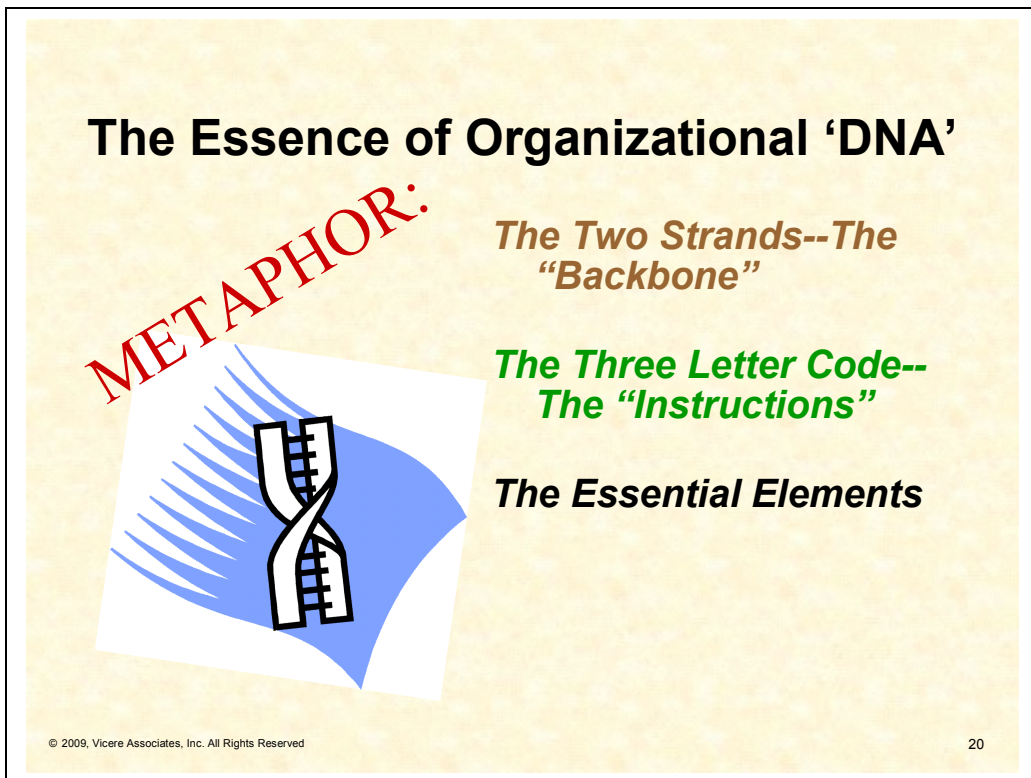 The Essence of Organizational ‘DNA’
METAPHOR:
The Two Strands--The
“Backbone”
The Three Letter Code--
The “Instructions”
The Essential Elements
© 2009, Vicere Associates, Inc. All Rights Reserved
20